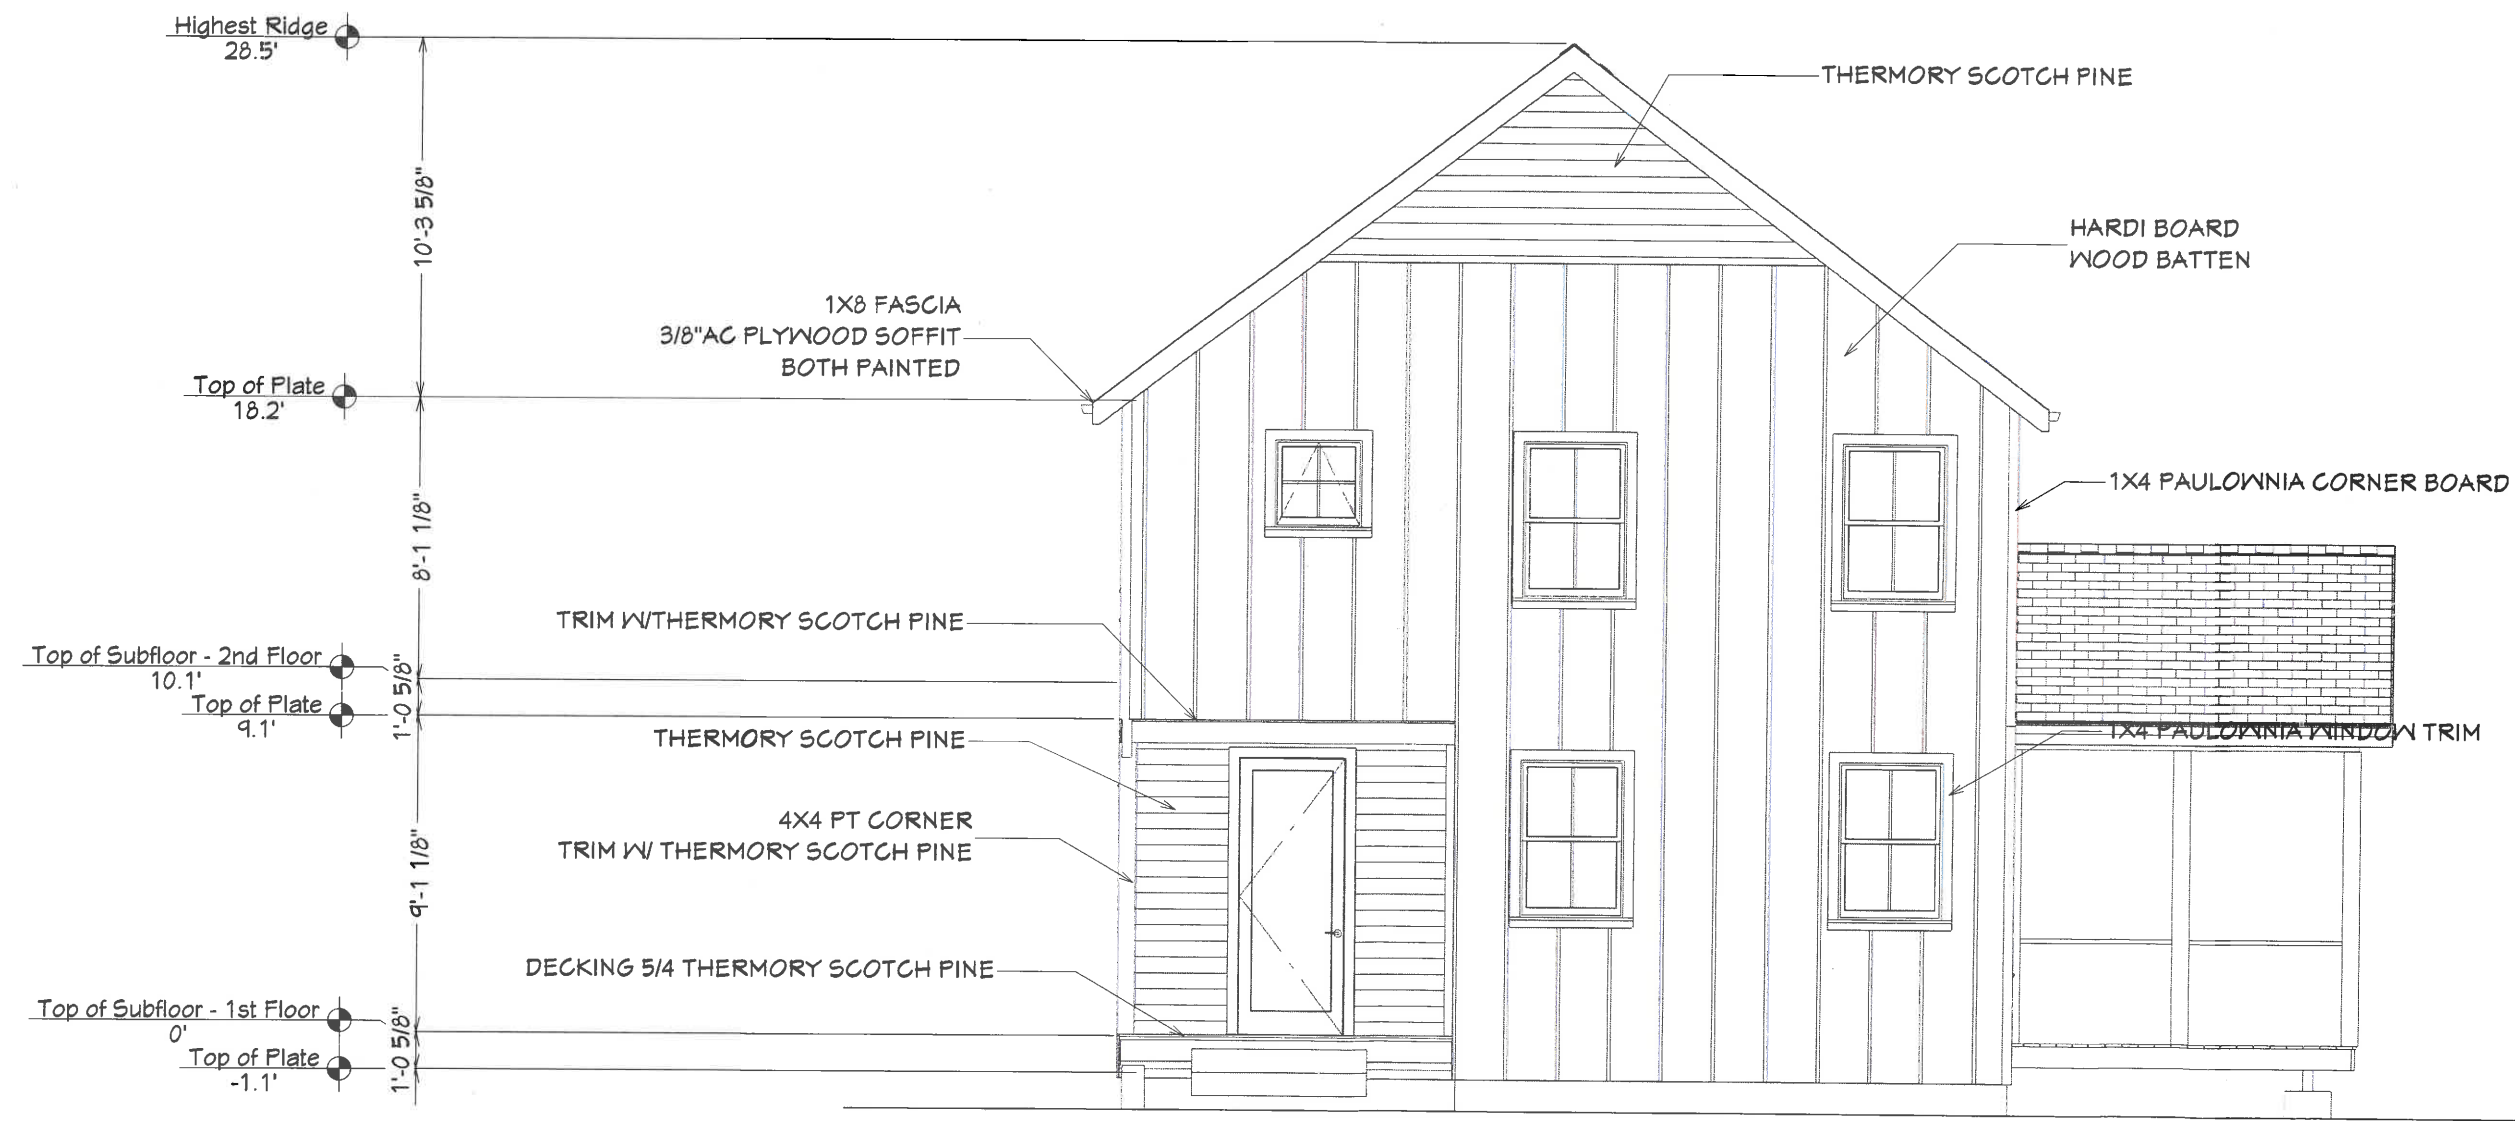 Highest Ridge
28.5'
THERMORY SCOTCH PINE
10'-3 5/8"
HARDI BOARD
WOOD BATTEN
1X8 FASCIA
3/8"AC PLYWOOD SOFFIT
BOTH PAINTED
Top of Plate
18.2'
8'-1 1/8"
1X4 PAULOWNIA CORNER BOARD
TRIM W/THERMORY SCOTCH PINE
Top of Subfloor - 2nd Floor
10.1'
1'-0 5/8"
Top of Plate
9.1'
THERMORY SCOTCH PINE
1X4 PAULOWNIA WINDOW TRIM
9'-1 1/8"
4X4 PT CORNER
TRIM W/ THERMORY SCOTCH PINE
DECKING 5/4 THERMORY SCOTCH PINE
Top of Subfloor - 1st Floor
0'
1'-0 5/8"
Top of Plate
-1.1'